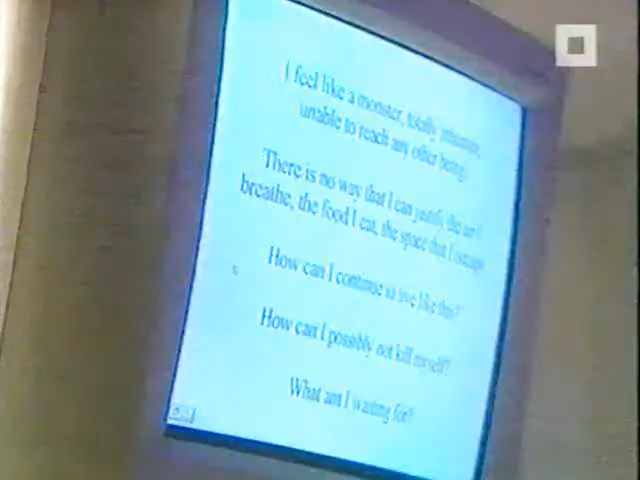 I feel like a monster, totally inhuman,
unable to reach any other being.
There is no way that I can justify the air I
breathe, the food I eat, the space that I occupy.
How can I continue to live like this?
How can I possibly not kill myself?
What am I waiting for?